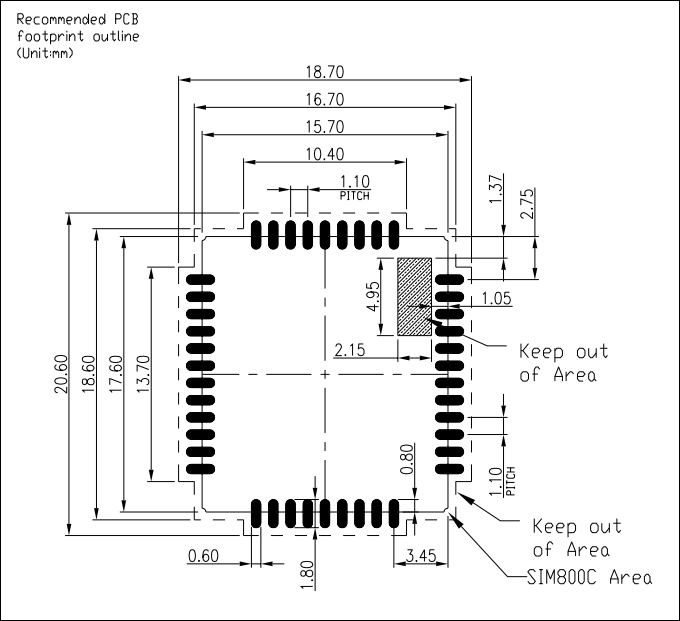 Recommended PCB
footprint outline
(Unit:mm)
18.70
16.70
15.70
10.40
1.10
PITCH
1.37
2.75
4.95
1.05
2.15
Keep out
of Area
20.60
18.60
17.60
13.70
0.80
1.10
PITCH
Keep out
of Area
0.60
1.80
3.45
SIM800C Area